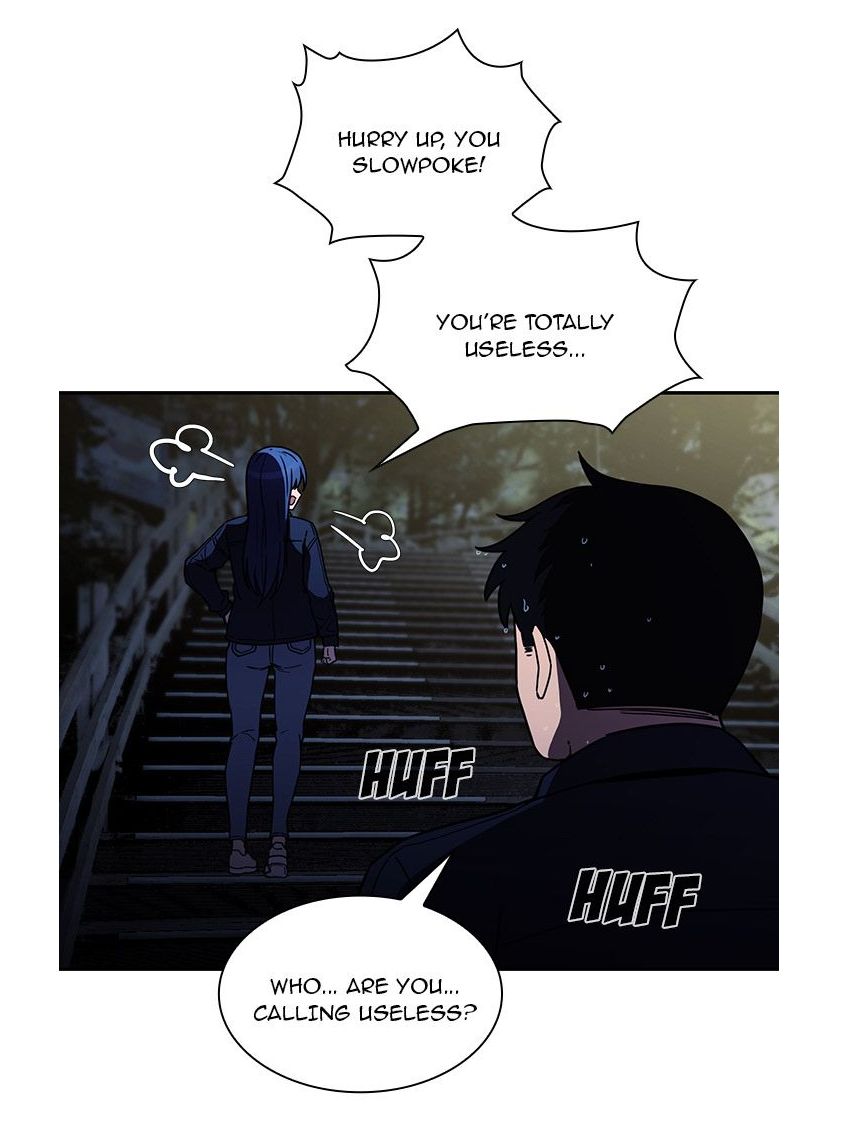 HURRY UP, YOU
SLOWPOKE!
YOU'RE TOTALLY
USELESS...
HUFF
HUFF
WHO... ARE YOU...
CALLING USELESS?